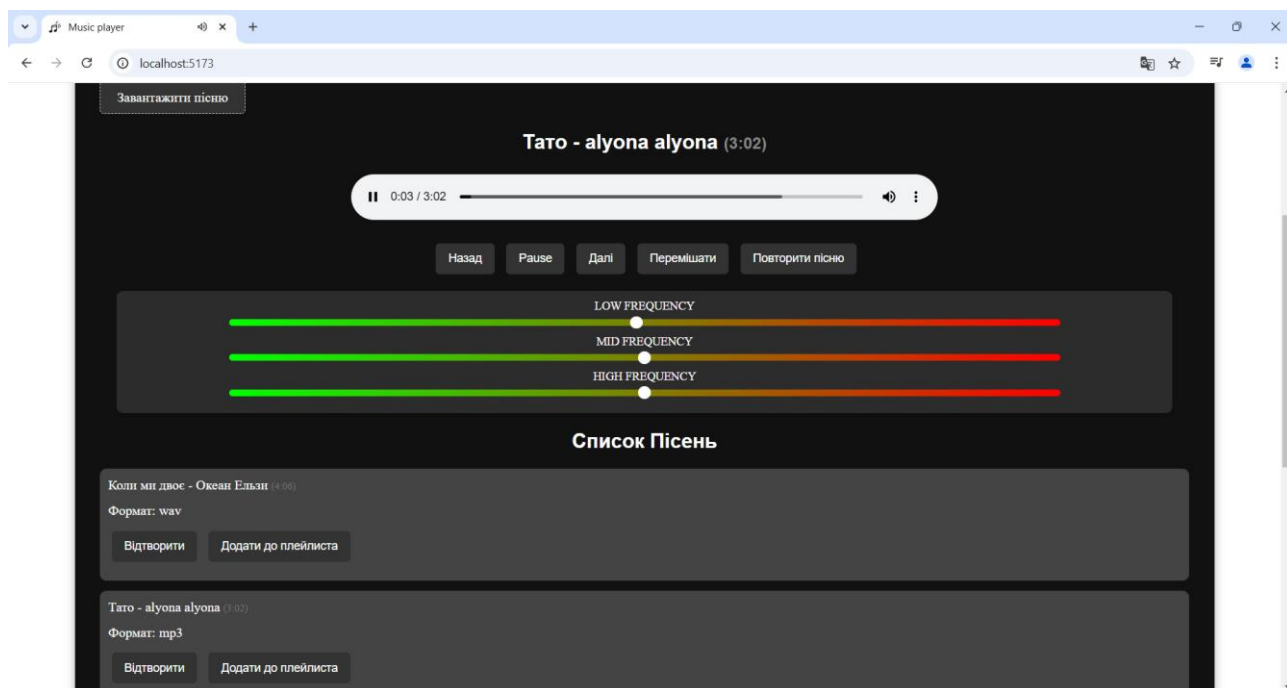 Music player
localhost:5173
Завантажити пісню
Тато - alyona alyona (3:02)
0:03 / 3:02
Назад Pause Далі Перемішати Повторити пісню
LOW FREQUENCY
MID FREQUENCY
HIGH FREQUENCY
Список Пісень
Коли ми двоє - Океан Ельзи (4:06)
Формат: wav
Відтворити Додати до плейлиста
Тато - alyona alyona (3:02)
Формат: mp3
Відтворити Додати до плейлиста